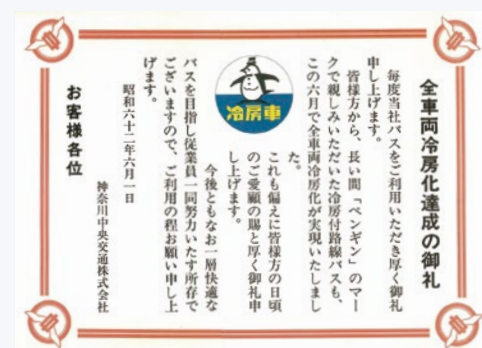 全車両冷房化達成の御礼
毎度当社バスをご利用いただき厚く御礼
申し上げます。
皆様方から、長い間「ペンギン」のマー
クで親しみいただいた冷房付路線バスも、
この六月で全車両冷房化が実現いたしまし
た。
これも偏えに皆様方の日頃
のご愛顧の賜と厚く御礼申
し上げます。
今後ともなお一層快適な
バスを目指し従業員一同努力いたす所存で
ございますので、ご利用の程お願い申し上
げます。
昭和六十二年六月一日
神奈川中央交通株式会社
お客様各位
冷房車